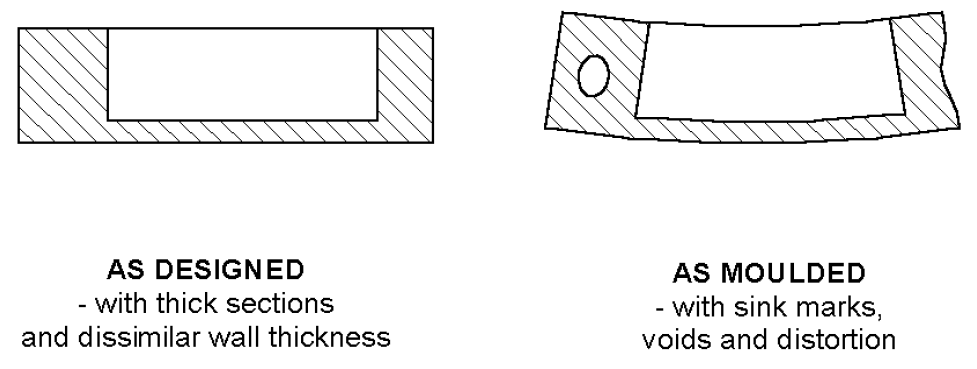 AS DESIGNED
- with thick sections
and dissimilar wall thickness
AS MOULDED
- with sink marks,
voids and distortion